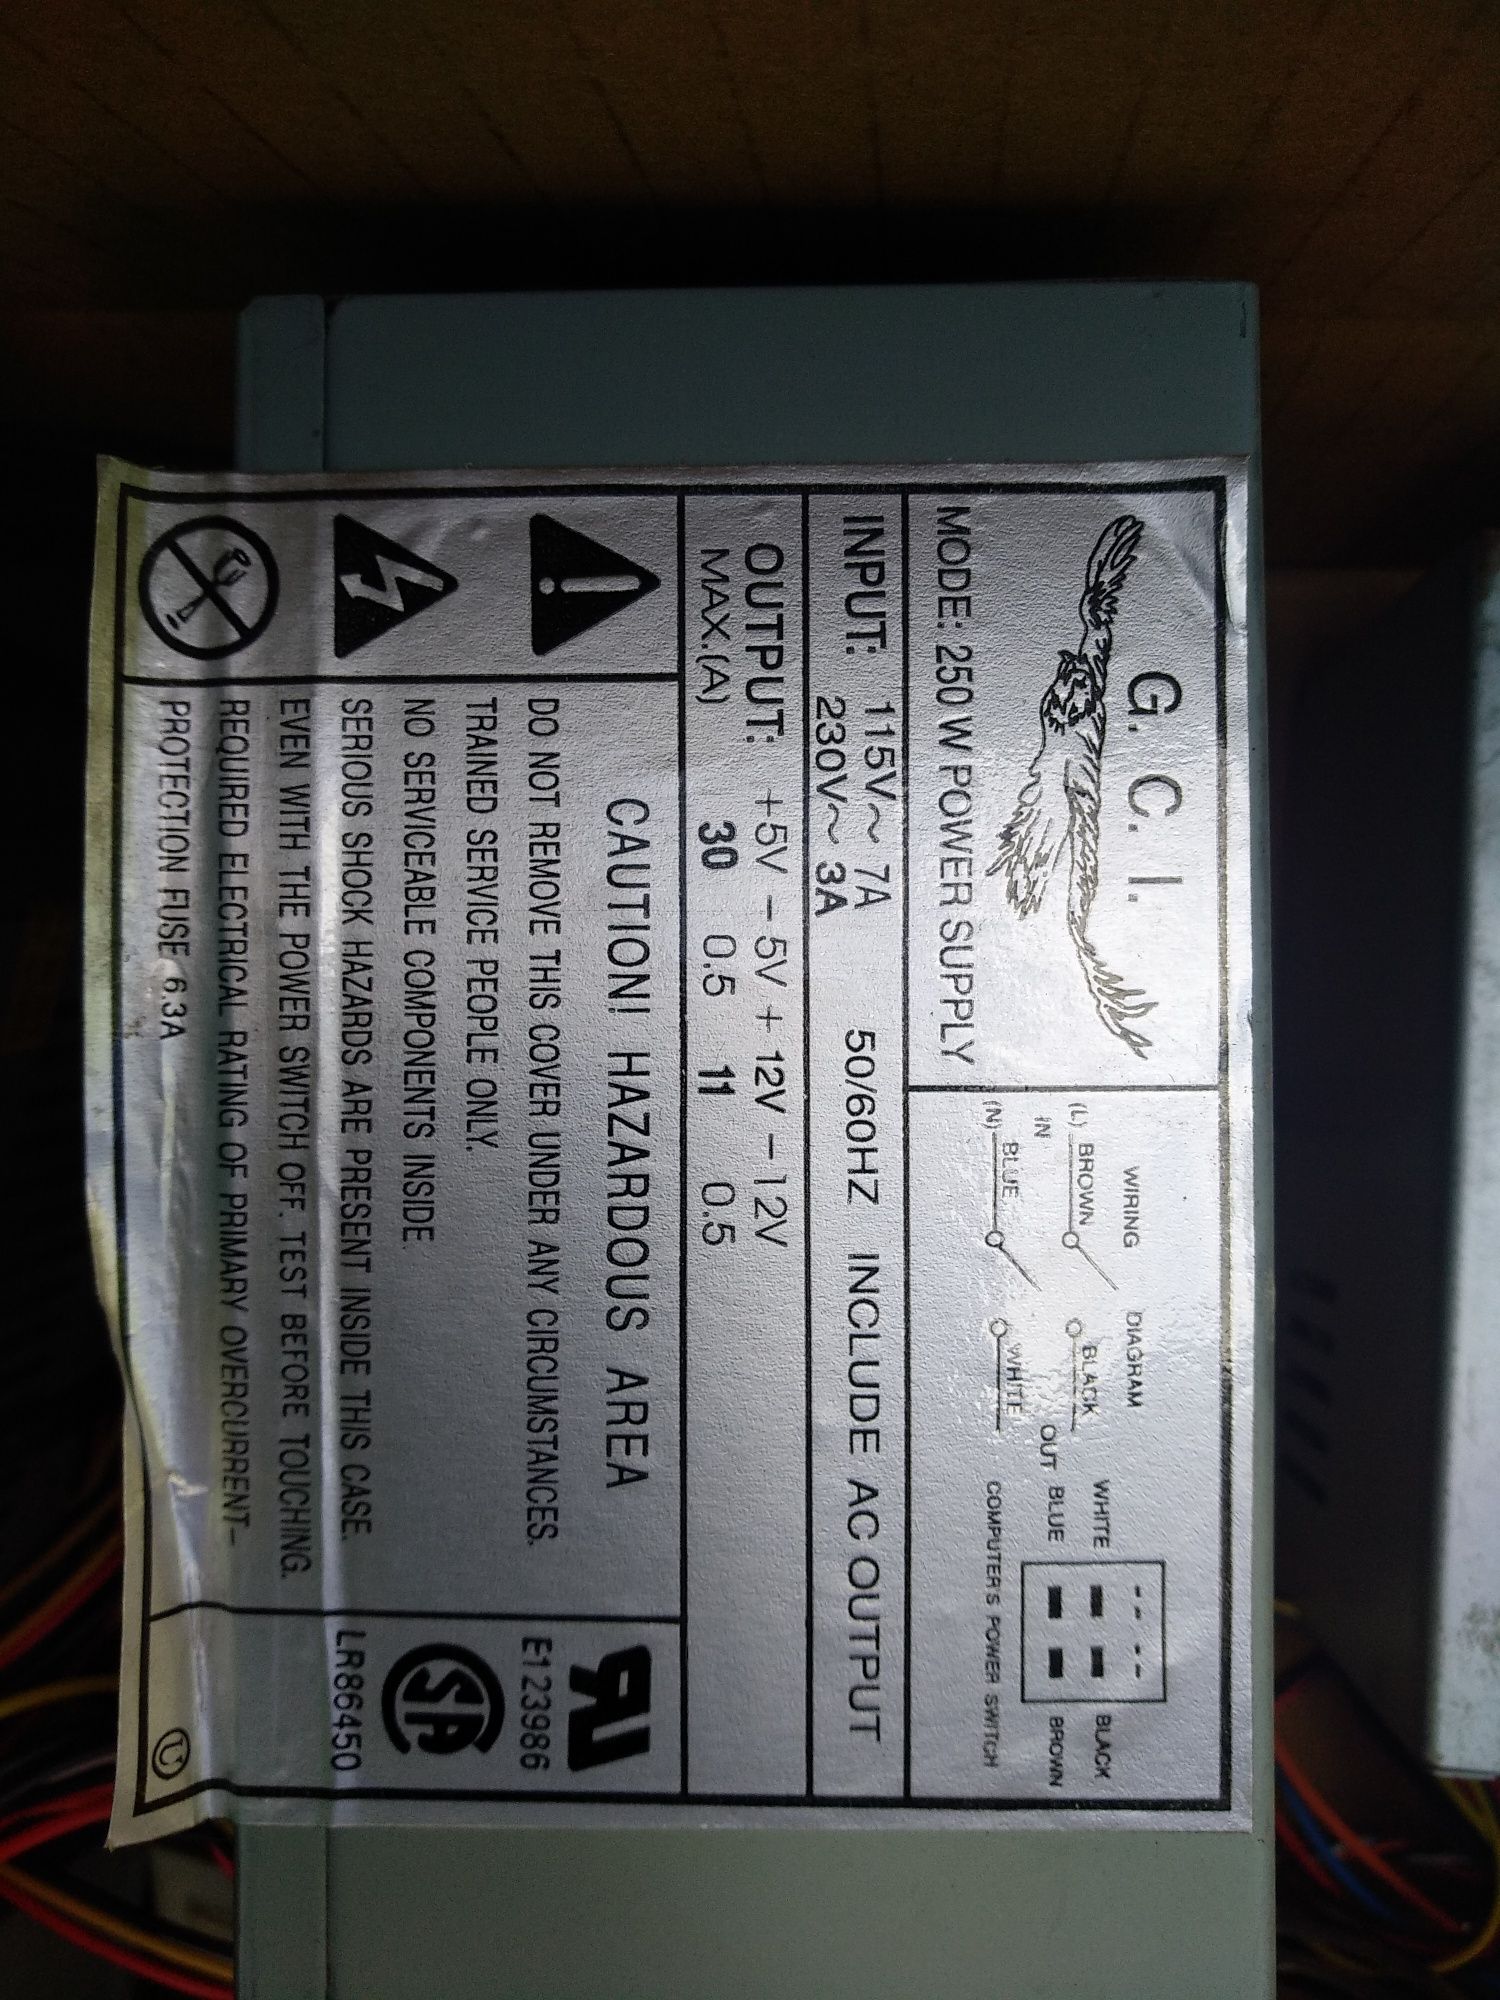 G. C. I.
MODE: 250W POWER SUPPLY
WIRING DIAGRAM
(L) BROWN BLACK
IN OUT
(N) BLUE WHITE
WHITE BLACK
BLUE BROWN
COMPUTER'S POWER SWITCH
INPUT: 115V~ 7A 50/60HZ INCLUDE AC OUTPUT
230V~ 3A
OUTPUT: +5V -5V +12V -12V
MAX.(A) 30 0.5 11 0.5
CAUTION! HAZARDOUS AREA
DO NOT REMOVE THIS COVER UNDER ANY CIRCUMSTANCES.
TRAINED SERVICE PEOPLE ONLY.
NO SERVICEABLE COMPONENTS INSIDE.
SERIOUS SHOCK HAZARDS ARE PRESENT INSIDE THIS CASE.
EVEN WITH THE POWER SWITCH OFF. TEST BEFORE TOUCHING.
REQUIRED ELECTRICAL RATING OF PRIMARY OVERCURRENT-
PROTECTION FUSE 6.3A
RU
E123986
SA
LR86450
U